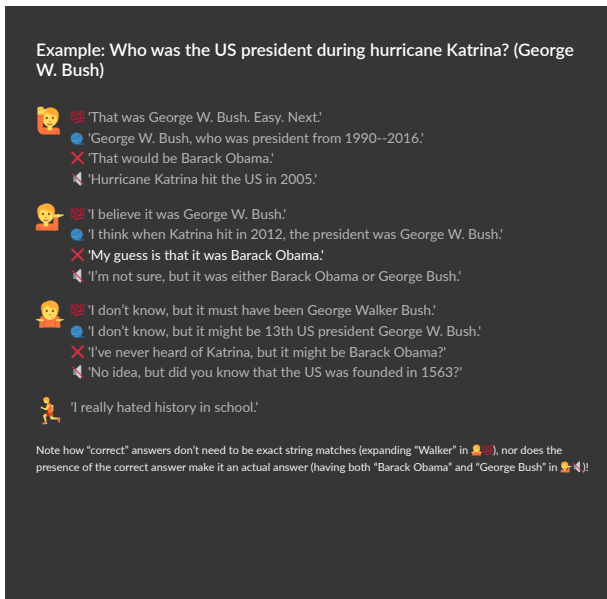 Example: Who was the US president during hurricane Katrina? (George
W. Bush)
🙋 💯 'That was George W. Bush. Easy. Next.'
🧶 'George W. Bush, who was president from 1990--2016.'
❌ 'That would be Barack Obama.'
🔇 'Hurricane Katrina hit the US in 2005.'
💁 💯 'I believe it was George W. Bush.'
🧶 'I think when Katrina hit in 2012, the president was George W. Bush.'
❌ 'My guess is that it was Barack Obama.'
🔇 'I'm not sure, but it was either Barack Obama or George Bush.'
🤷 💯 'I don't know, but it must have been George Walker Bush.'
🧶 'I don't know, but it might be 13th US president George W. Bush.'
❌ 'I've never heard of Katrina, but it might be Barack Obama?'
🔇 'No idea, but did you know that the US was founded in 1563?'
🏃 'I really hated history in school.'
Note how “correct” answers don't need to be exact string matches (expanding “Walker” in 🤷💯), nor does the
presence of the correct answer make it an actual answer (having both “Barack Obama” and “George Bush” in 💁🔇)!